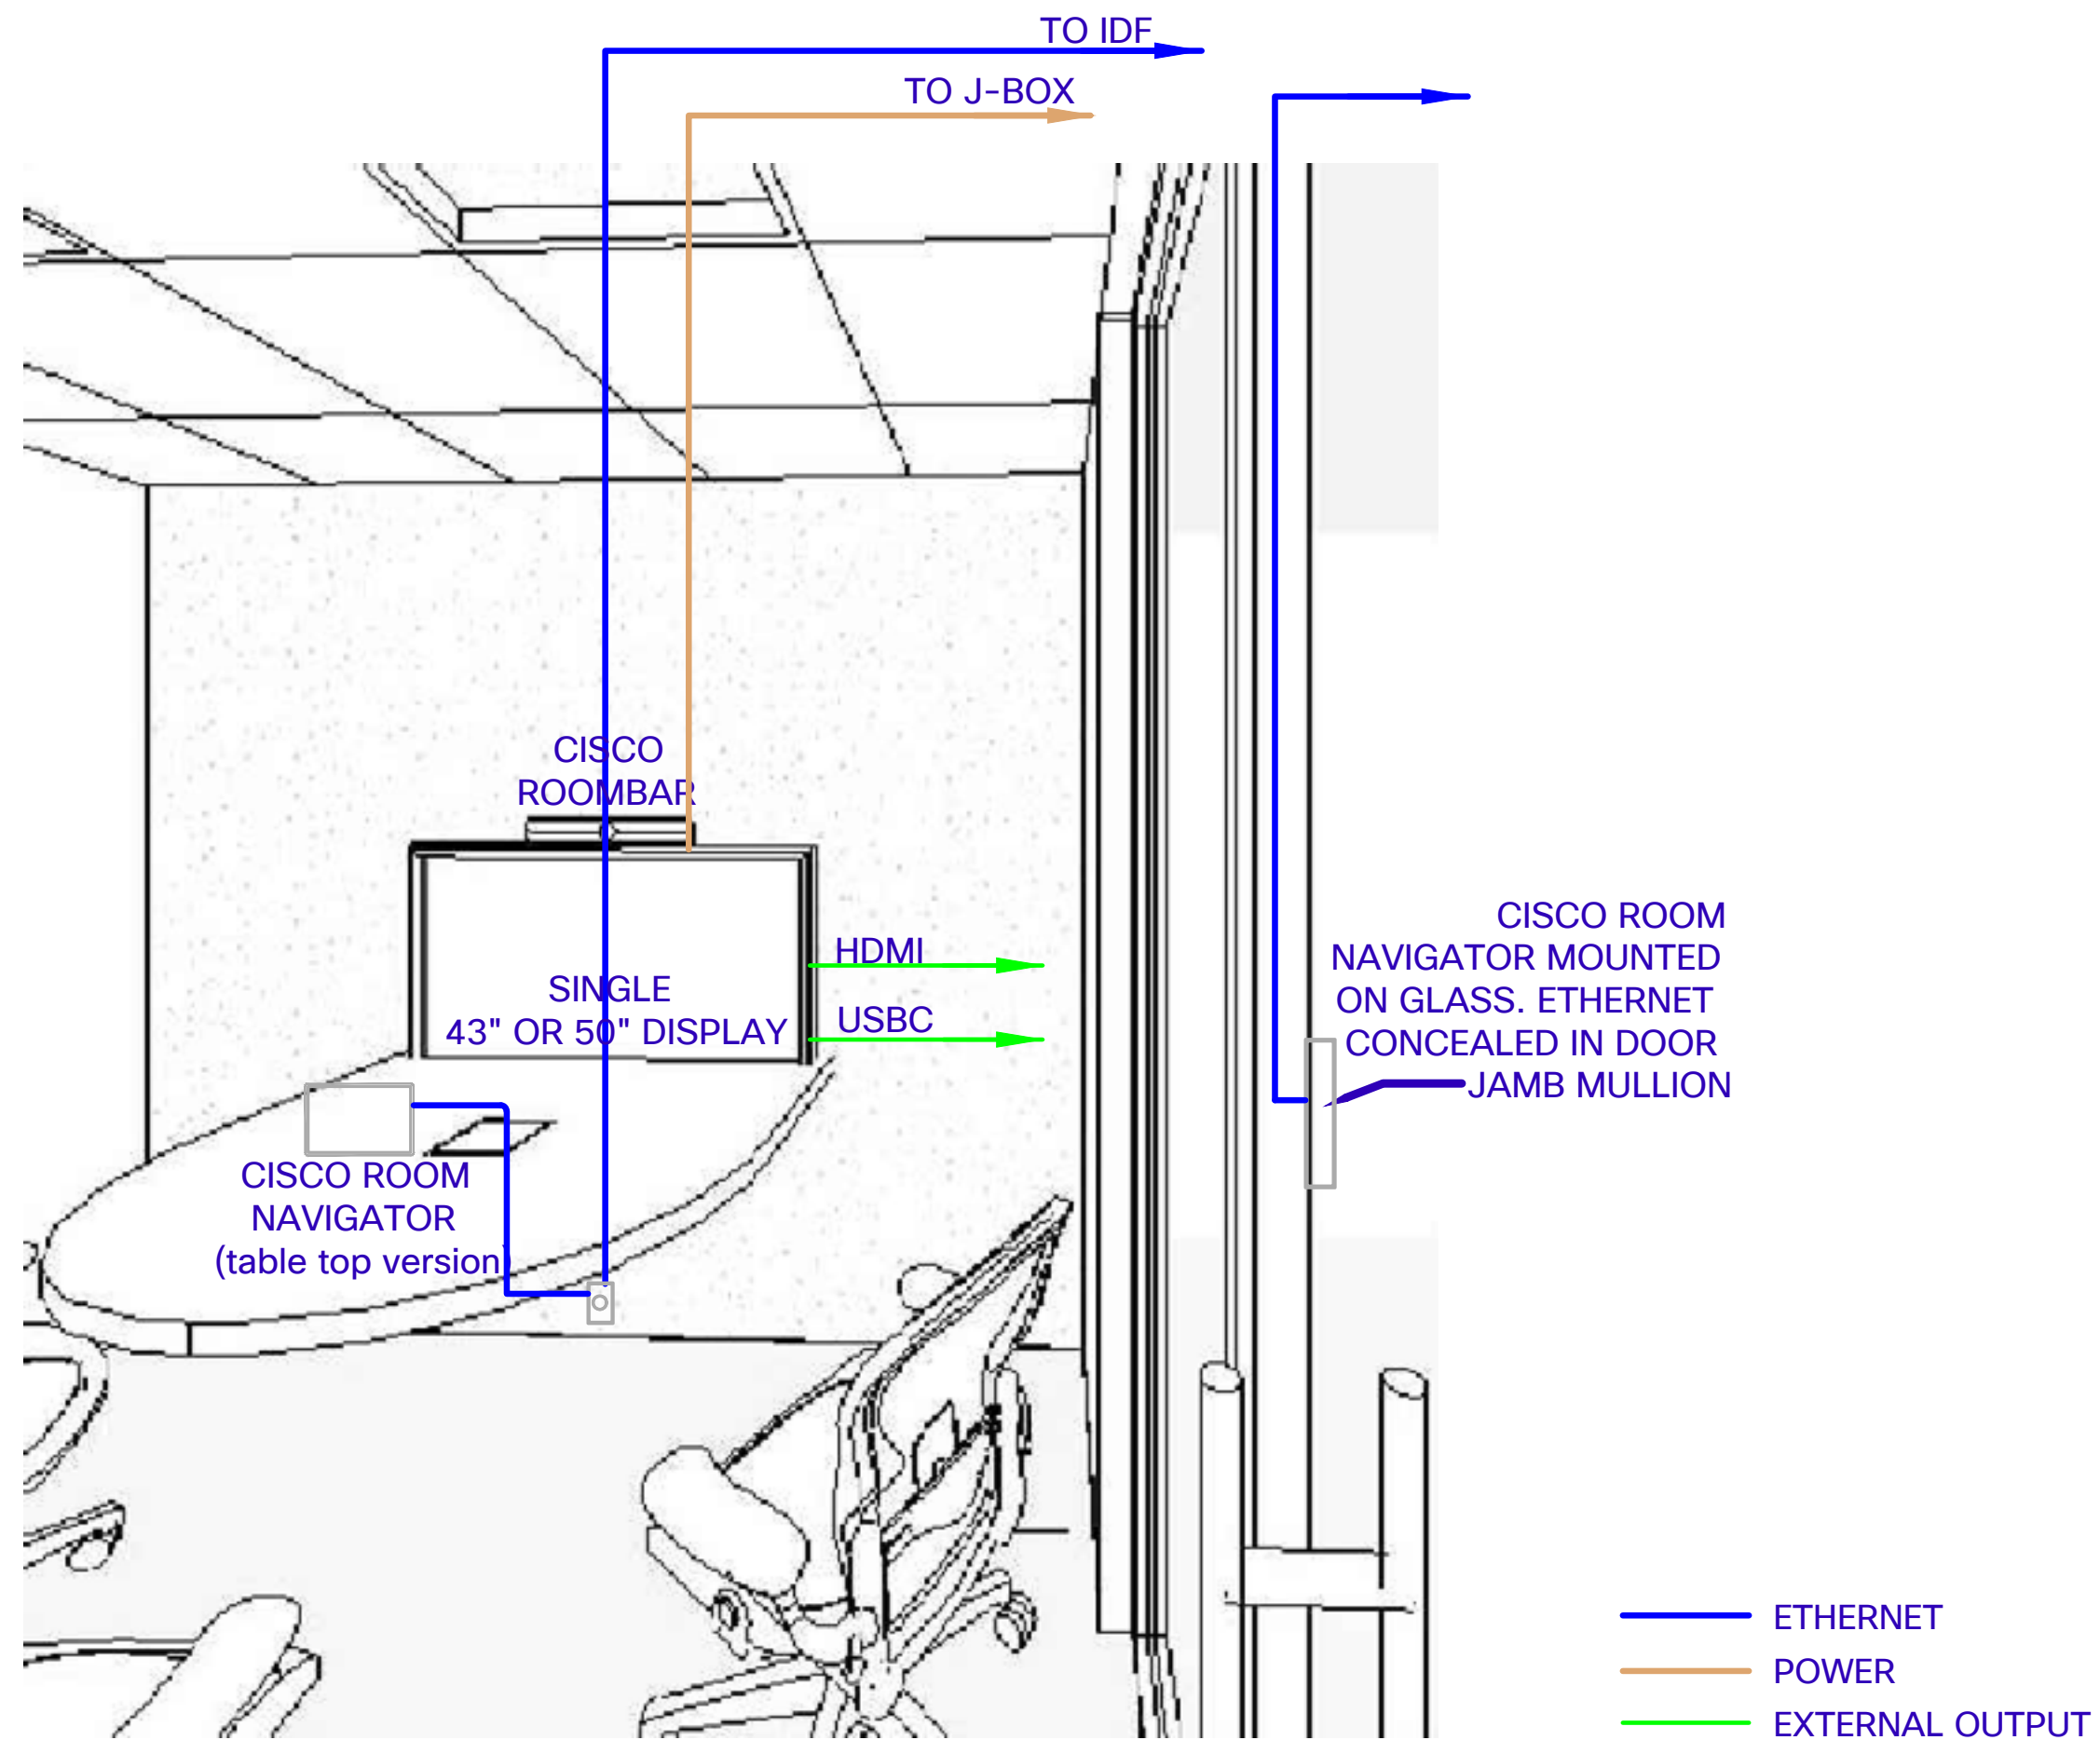 TO IDF
TO J-BOX
CISCO
ROOMBAR
HDMI
SINGLE
43" OR 50" DISPLAY
USBC
CISCO ROOM
NAVIGATOR MOUNTED
ON GLASS. ETHERNET
CONCEALED IN DOOR
JAMB MULLION
CISCO ROOM
NAVIGATOR
(table top version)
ETHERNET
POWER
EXTERNAL OUTPUT